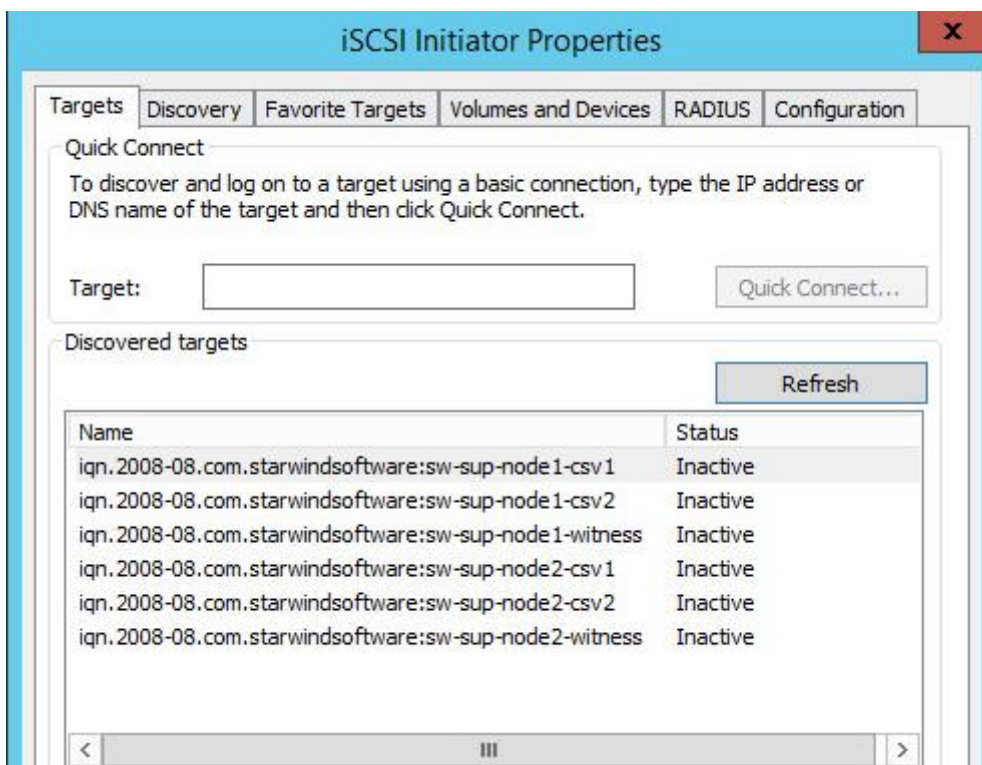 iSCSI Initiator Properties
x
Targets Discovery Favorite Targets Volumes and Devices RADIUS Configuration
Quick Connect
To discover and log on to a target using a basic connection, type the IP address or
DNS name of the target and then click Quick Connect.
Target: Quick Connect...
Discovered targets
Refresh
Name Status
iqn.2008-08.com.starwindsoftware:sw-sup-node1-csv1 Inactive
iqn.2008-08.com.starwindsoftware:sw-sup-node1-csv2 Inactive
iqn.2008-08.com.starwindsoftware:sw-sup-node1-witness Inactive
iqn.2008-08.com.starwindsoftware:sw-sup-node2-csv1 Inactive
iqn.2008-08.com.starwindsoftware:sw-sup-node2-csv2 Inactive
iqn.2008-08.com.starwindsoftware:sw-sup-node2-witness Inactive